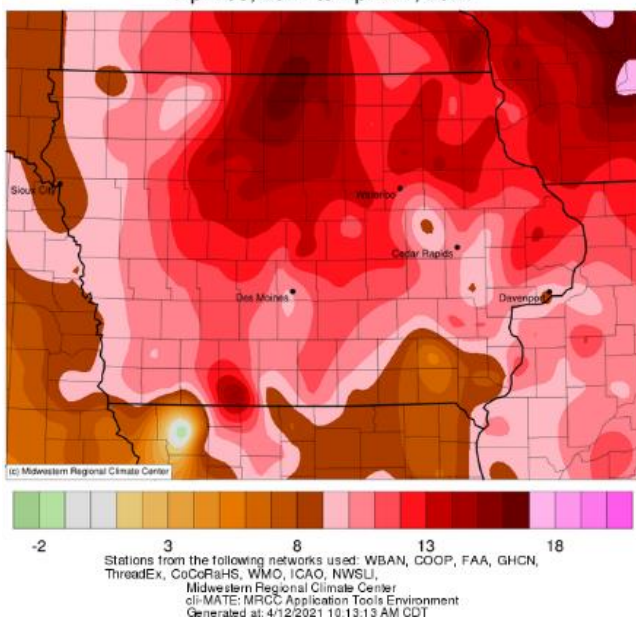 Sioux City
Waterloo
Cedar Rapids
Des Moines
Davenport
(c) Midwestern Regional Climate Center
-2 3 8 13 18
Stations from the following networks used: WBAN, COOP, FAA, GHCN,
ThreadEx, CoCoRaHS, WMO, ICAO, NWSLI,
Midwestern Regional Climate Center
cli-MATE: MRCC Application Tools Environment
Generated at: 4/12/2021 10:13:13 AM CDT